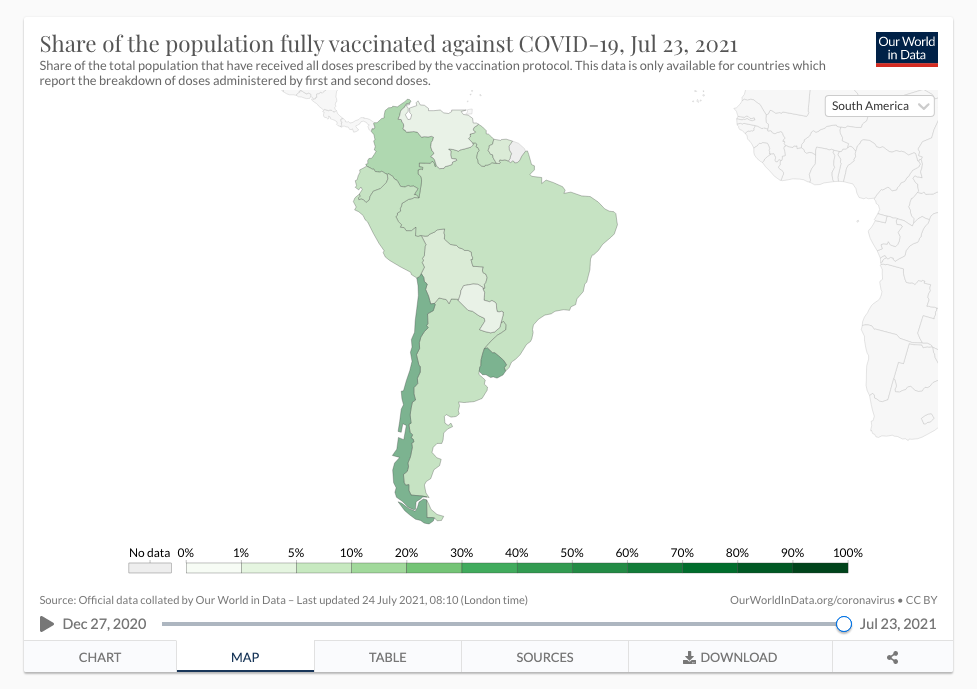 Share of the population fully vaccinated against COVID-19, Jul 23, 2021
Share of the total population that have received all doses prescribed by the vaccination protocol. This data is only available for countries which
report the breakdown of doses administered by first and second doses.
Our World
in Data
South America
No data 0% 1% 5% 10% 20% 30% 40% 50% 60% 70% 80% 90% 100%
Source: Official data collated by Our World in Data – Last updated 24 July 2021, 08:10 (London time)
OurWorldInData.org/coronavirus • CC BY
Dec 27, 2020
Jul 23, 2021
CHART
MAP
TABLE
SOURCES
DOWNLOAD